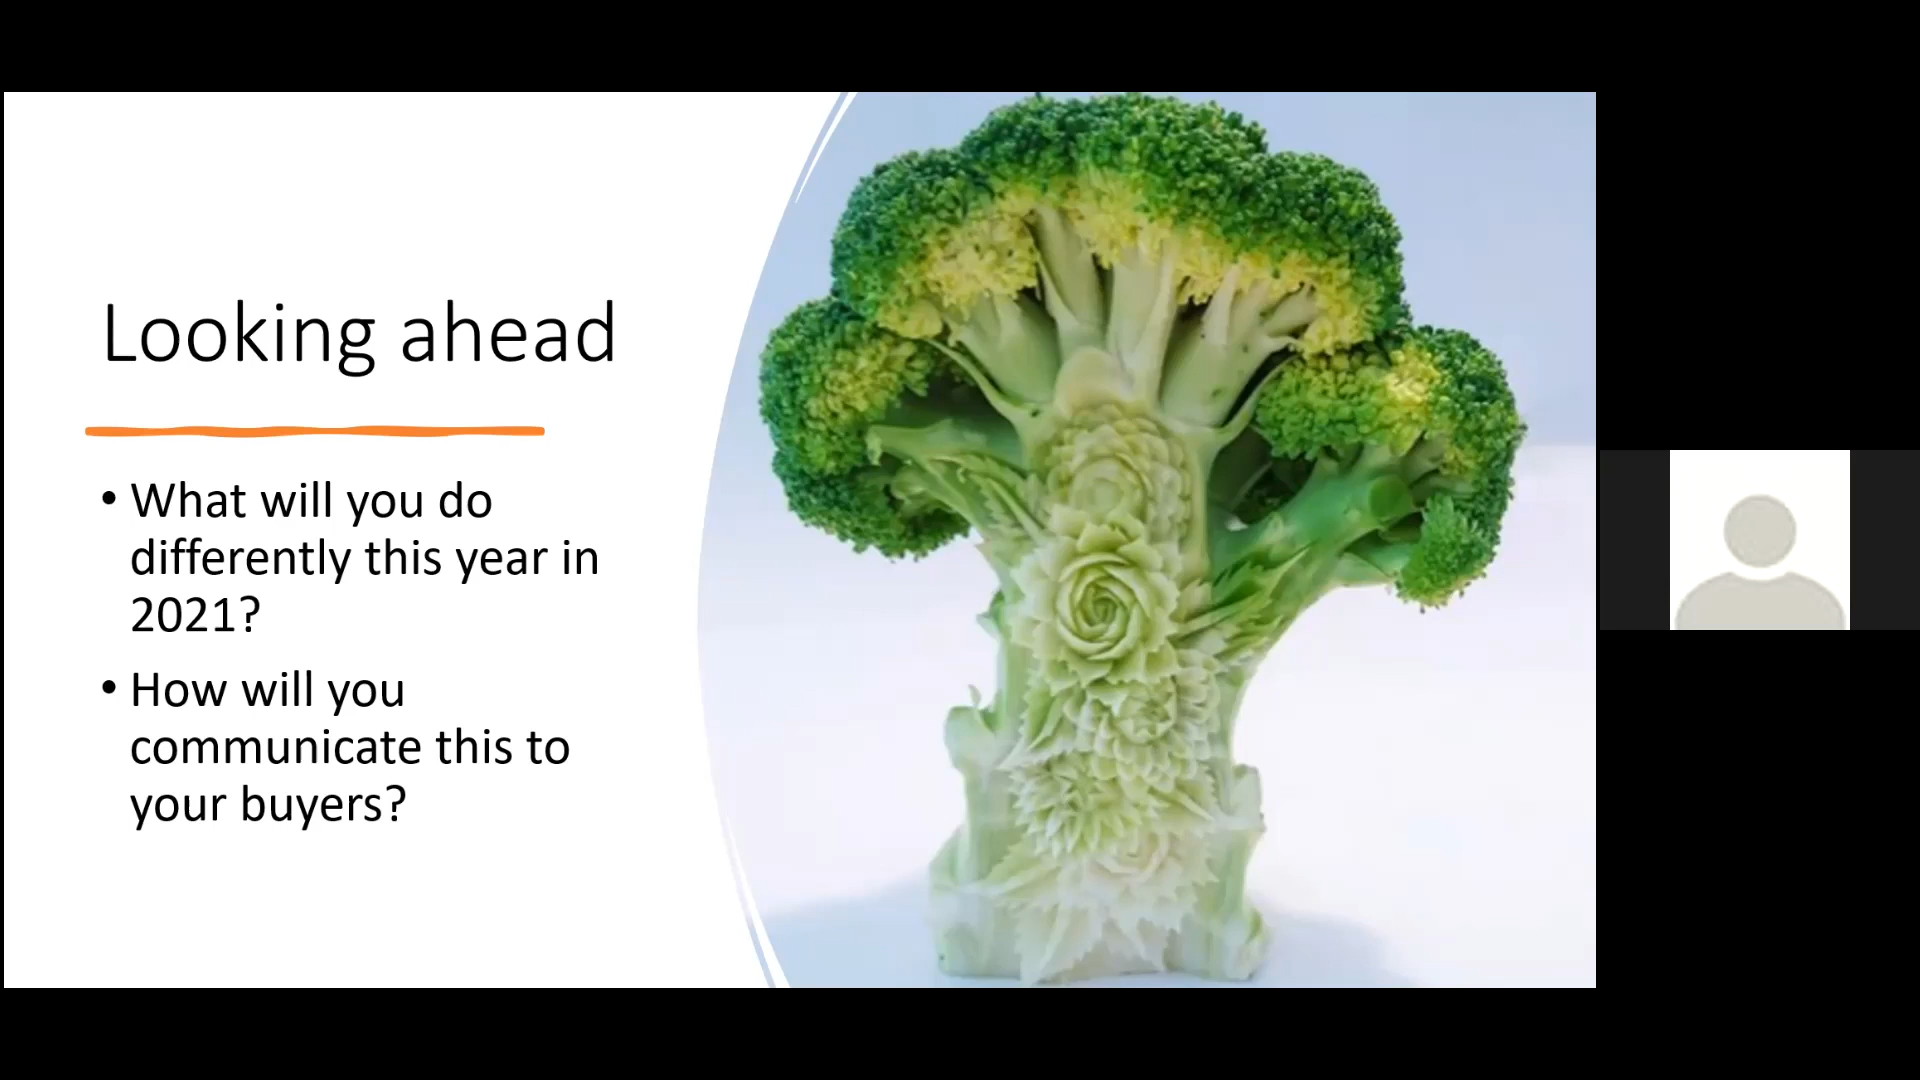 Looking ahead
• What will you do
differently this year in
2021?
• How will you
communicate this to
your buyers?